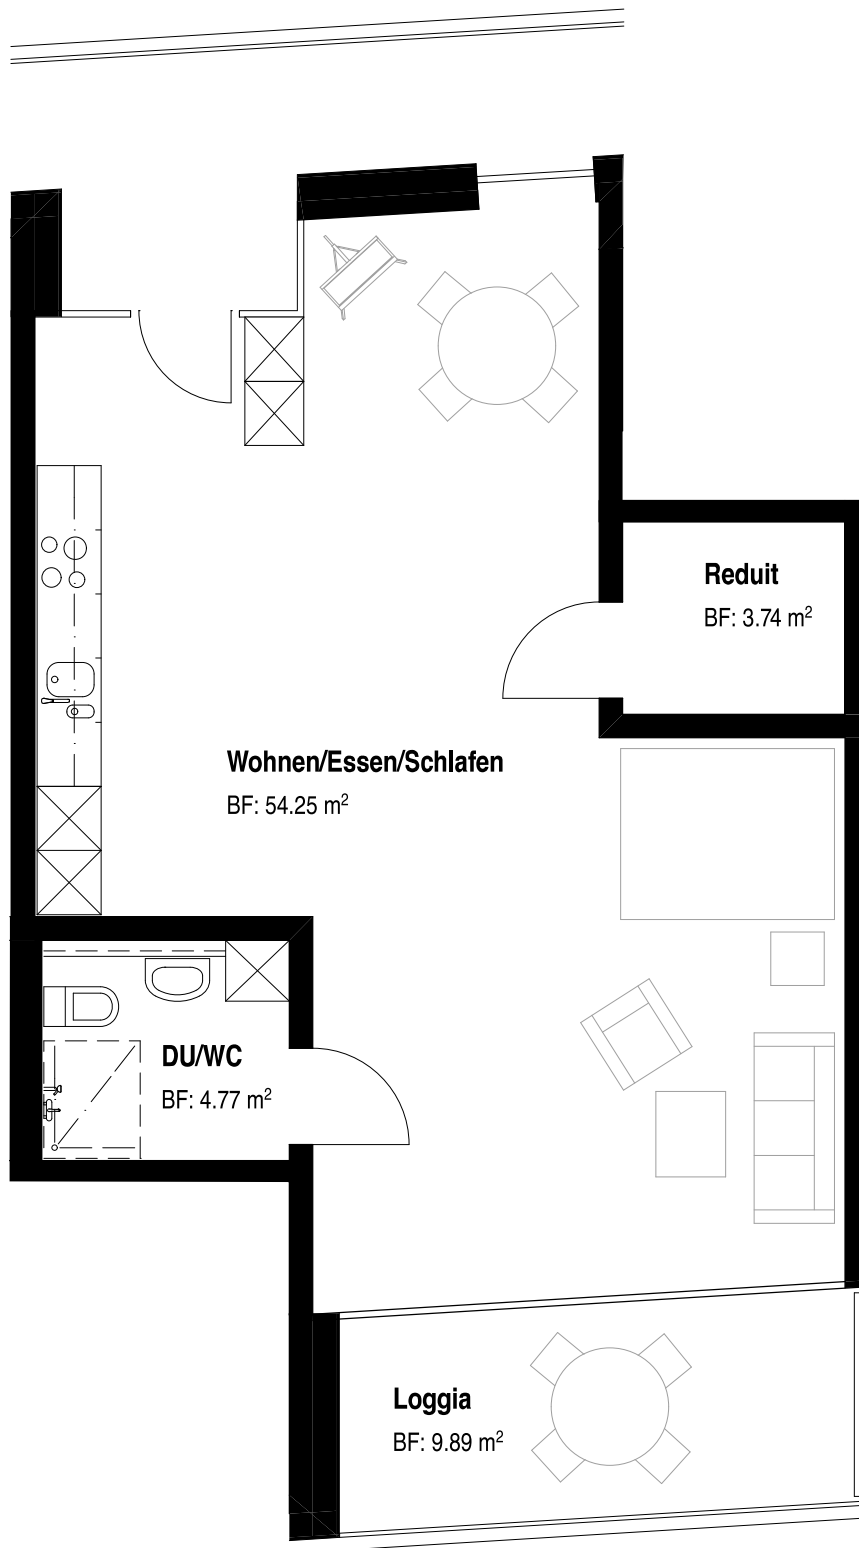 Reduit
BF: 3.74 m²
Wohnen/Essen/Schlafen
BF: 54.25 m²
DU/WC
BF: 4.77 m²
Loggia
BF: 9.89 m²